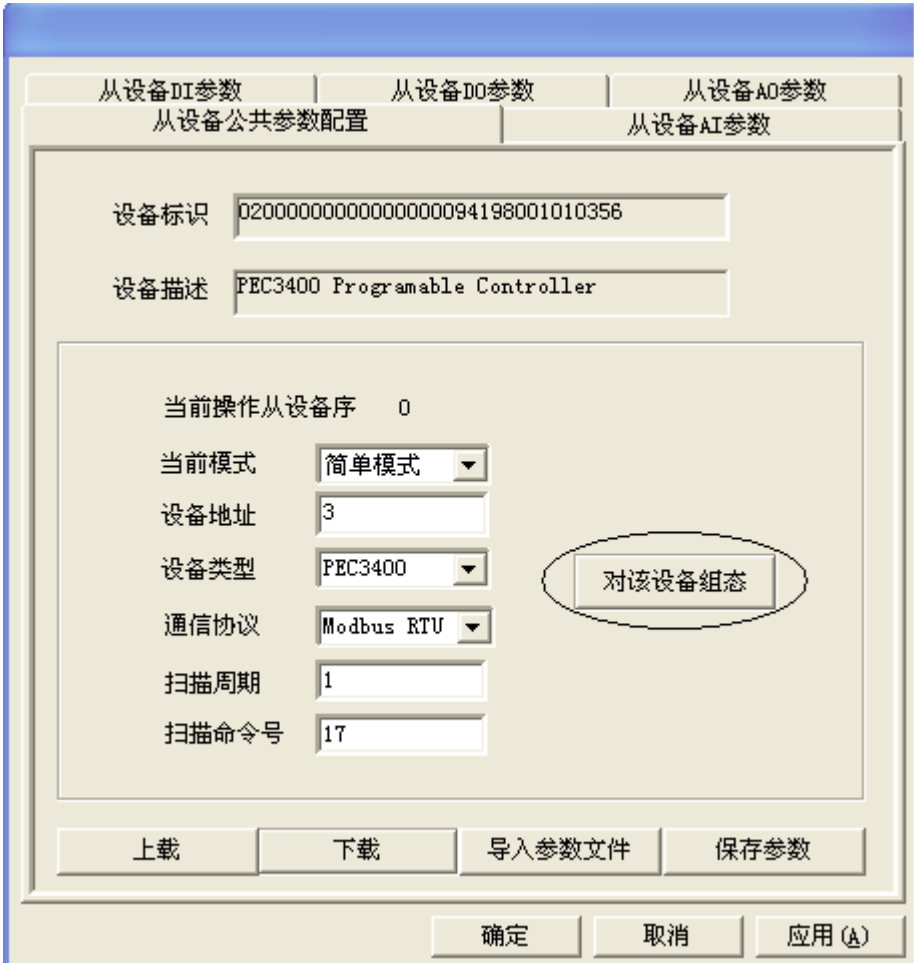 从设备DI参数 从设备DO参数 从设备AO参数
从设备公共参数配置 从设备AI参数
设备标识 02000000000000000094198001010356
设备描述 PEC3400 Programable Controller
当前操作从设备序 0
当前模式 简单模式
设备地址 3
设备类型 PEC3400
对该设备组态
通信协议 Modbus RTU
扫描周期 1
扫描命令号 17
上载 下载 导入参数文件 保存参数
确定 取消 应用(A)